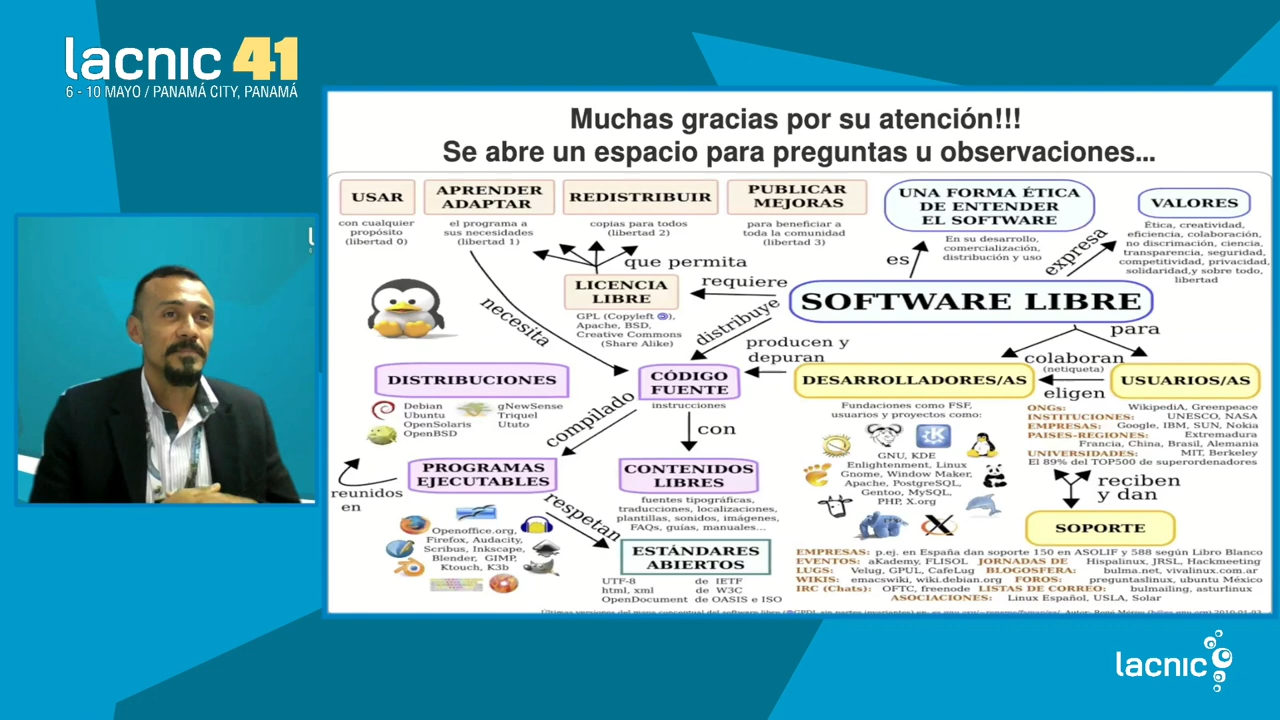 lacnic 41
6 - 10 MAYO / PANAMÁ CITY, PANAMÁ
Muchas gracias por su atención!!!
Se abre un espacio para preguntas u observaciones...
USAR
con cualquier
propósito
(libertad 0)
APRENDER
ADAPTAR
el programa a
sus necesidades
(libertad 1)
REDISTRIBUIR
copias para todos
(libertad 2)
PUBLICAR
MEJORAS
para beneficiar a
toda la comunidad
(libertad 3)
UNA FORMA ÉTICA
DE ENTENDER
EL SOFTWARE
En su desarrollo,
comercialización,
distribución y uso
VALORES
Ética, creatividad,
eficiencia, colaboración,
no discriminación, ciencia,
transparencia, seguridad,
competitividad, privacidad,
solidaridad,y sobre todo,
libertad
que permita
es
expresa
LICENCIA
LIBRE
GPL (Copyleft),
Apache, BSD,
Creative Commons
(Share Alike)
requiere
SOFTWARE LIBRE
necesita
distribuye
para
producen y
depuran
colaboran
(netiqueta)
eligen
DISTRIBUCIONES
Debian
Ubuntu
OpenSolaris
OpenBSD
gNewSense
Triquel
Ututo
CÓDIGO
FUENTE
instrucciones
DESARROLLADORES/AS
Fundaciones como FSF,
usuarios y proyectos como:
GNU, KDE
Enlightenment, Linux
Gnome, Window Maker,
Apache, PostgreSQL,
Gentoo, MySQL,
PHP, X.org
USUARIOS/AS
ONGs: WikipediA, Greenpeace
INSTITUCIONES: UNESCO, NASA
EMPRESAS: Google, IBM, SUN, Nokia
PAISES-REGIONES: Extremadura
Francia, China, Brasil, Alemania
UNIVERSIDADES: MIT, Berkeley
El 89% del TOP500 de superordenadores
compilado
con
reunidos
en
PROGRAMAS
EJECUTABLES
Openoffice.org,
Firefox, Audacity,
Scribus, Inkscape,
Blender, GIMP,
Ktouch, K3b
respetan
CONTENIDOS
LIBRES
fuentes tipográficas,
traducciones, localizaciones,
plantillas, sonidos, imágenes,
FAQs, guías, manuales...
ESTÁNDARES
ABIERTOS
UTF-8 de IETF
html, xml de W3C
OpenDocument de OASIS e ISO
reciben
y dan
SOPORTE
EMPRESAS: p.ej. en España dan soporte 150 en ASOLIF y 588 según Libro Blanco
EVENTOS: aKademy, FLISOL JORNADAS DE Hispalinux, JRSL, Hackmeeting
LUGS: Velug, GPUL, CafeLug BLOGOSFERA: bulma.net, vivalinux.com.ar
WIKIS: emacswiki, wiki.debian.org FOROS: preguntaslinux, ubuntu México
IRC (Chats): OFTC, freenode LISTAS DE CORREO: bulmailing, asturlinux
ASOCIACIONES: Linux Español, USLA, Solar
lacnic